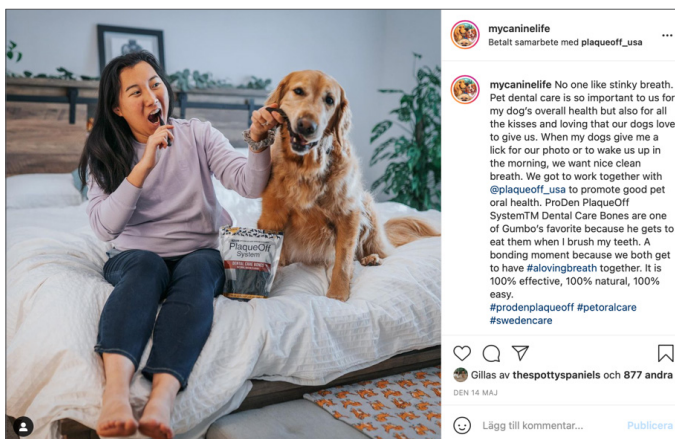 mycaninelife
Betalt samarbete med plaqueoff_usa
mycaninelife No one like stinky breath.
Pet dental care is so important to us for
my dog's overall health but also for all
the kisses and loving that our dogs love
to give us. When my dogs give me a
lick for our photo or to wake us up in
the morning, we want nice clean
breath. We got to work together with
@plaqueoff_usa to promote good pet
oral health. ProDen PlaqueOff
SystemTM Dental Care Bones are one
of Gumbo's favorite because he gets to
eat them when I brush my teeth. A
bonding moment because we both get
to have #alovingbreath together. It is
100% effective, 100% natural, 100%
easy.
#prodenplaqueoff #petoralcare
#swedencare
PlaqueOff
System
DENTAL CARE BONES
Gillas av thespottyspaniels och 877 andra
DEN 14 MAJ
Lägg till kommentar...
Publicera